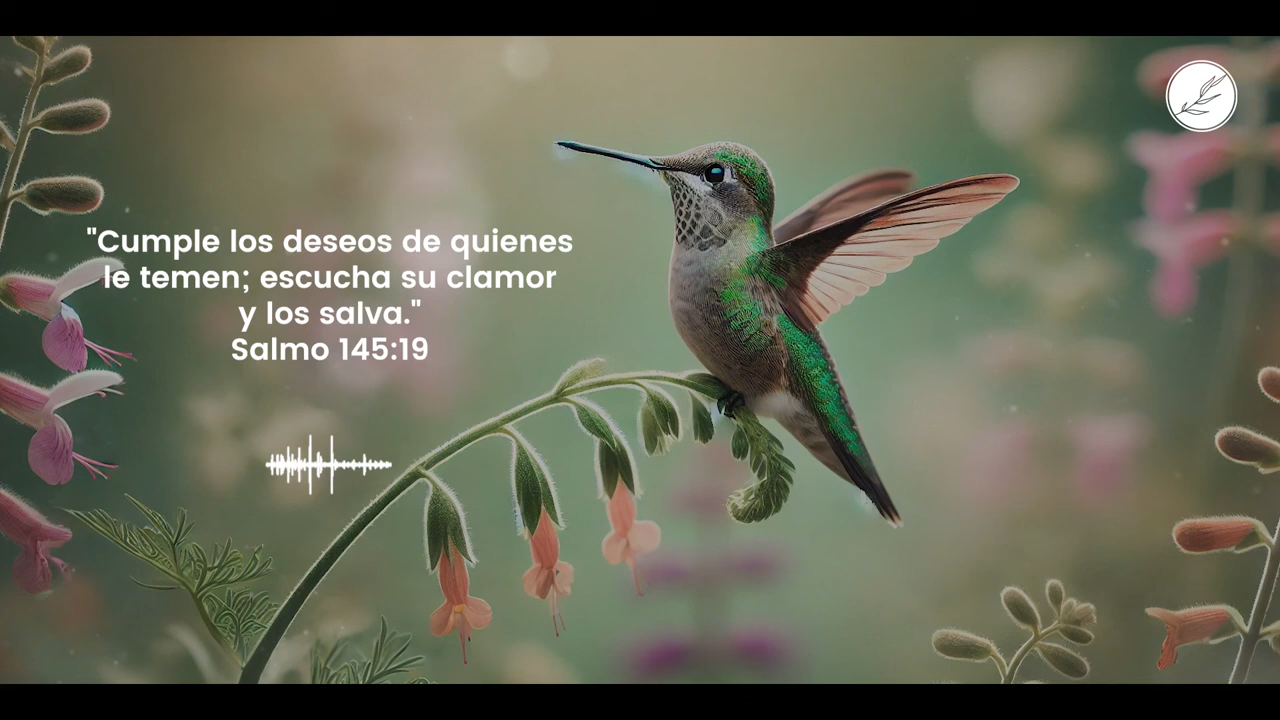 "Cumple los deseos de quienes
le temen; escucha su clamor
y los salva."
Salmo 145:19